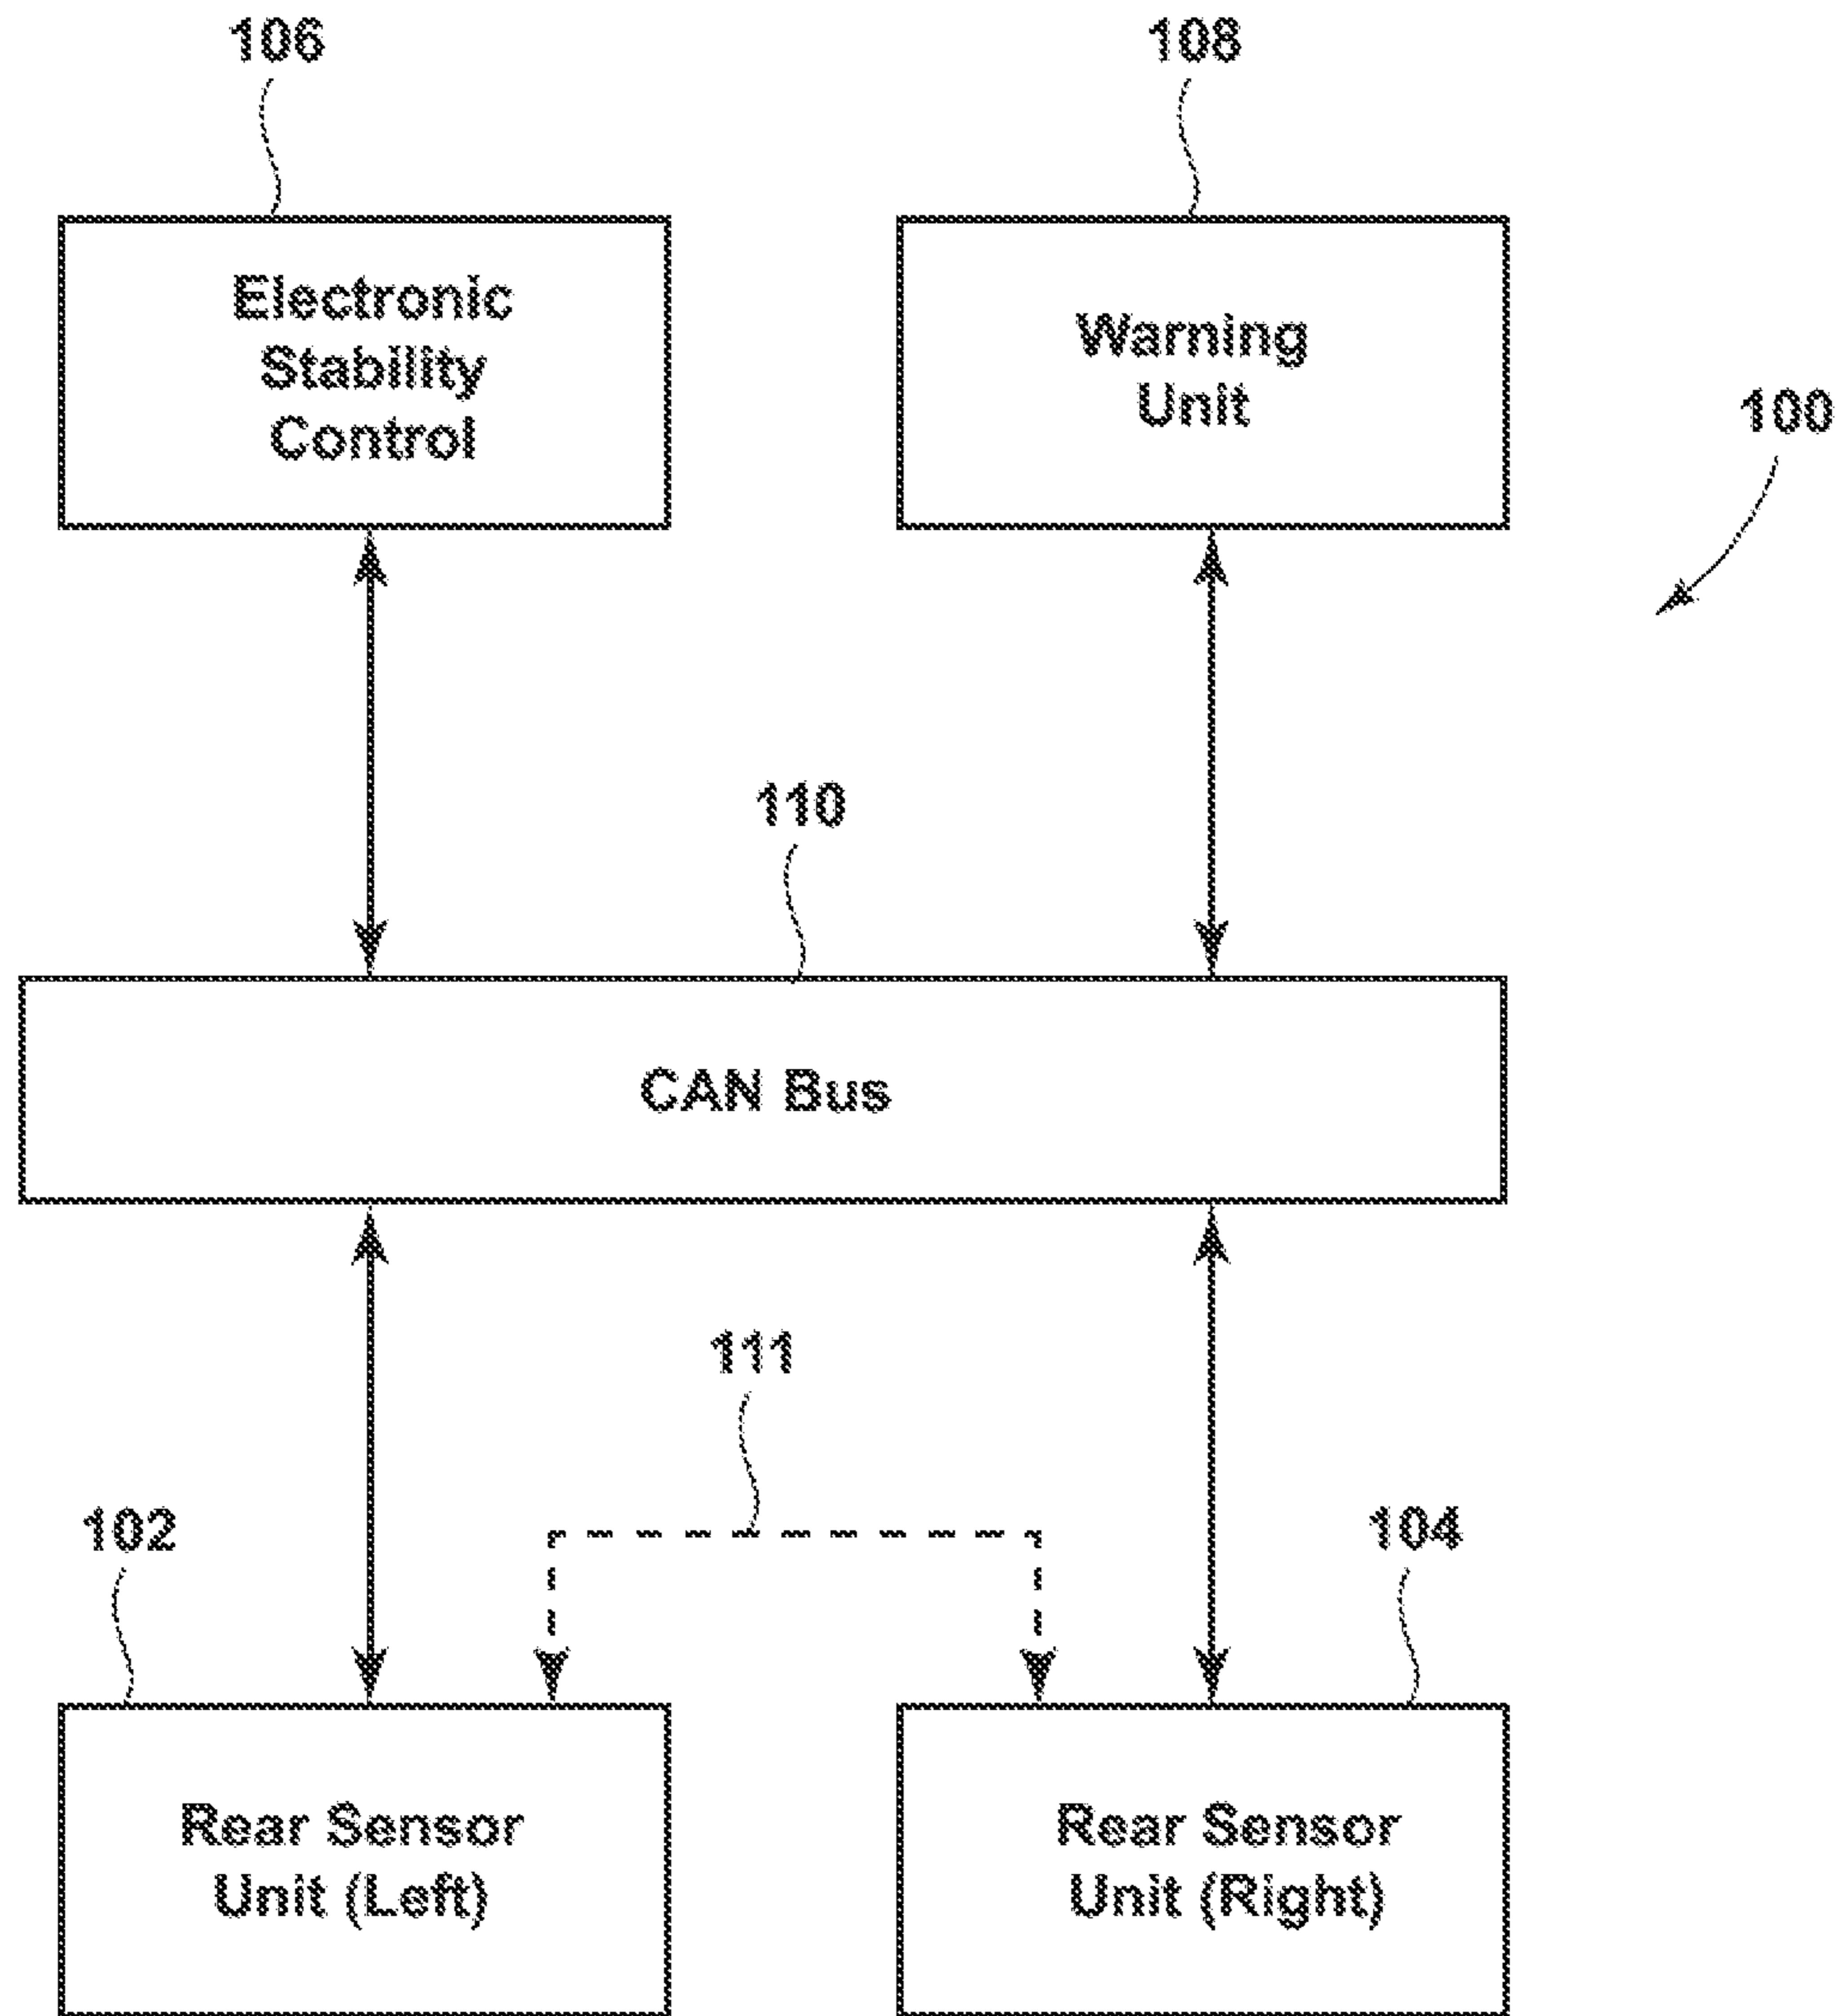 106
108
Electronic
Stability
Control
Warning
Unit
100
110
CAN Bus
111
102
104
Rear Sensor
Unit (Left)
Rear Sensor
Unit (Right)